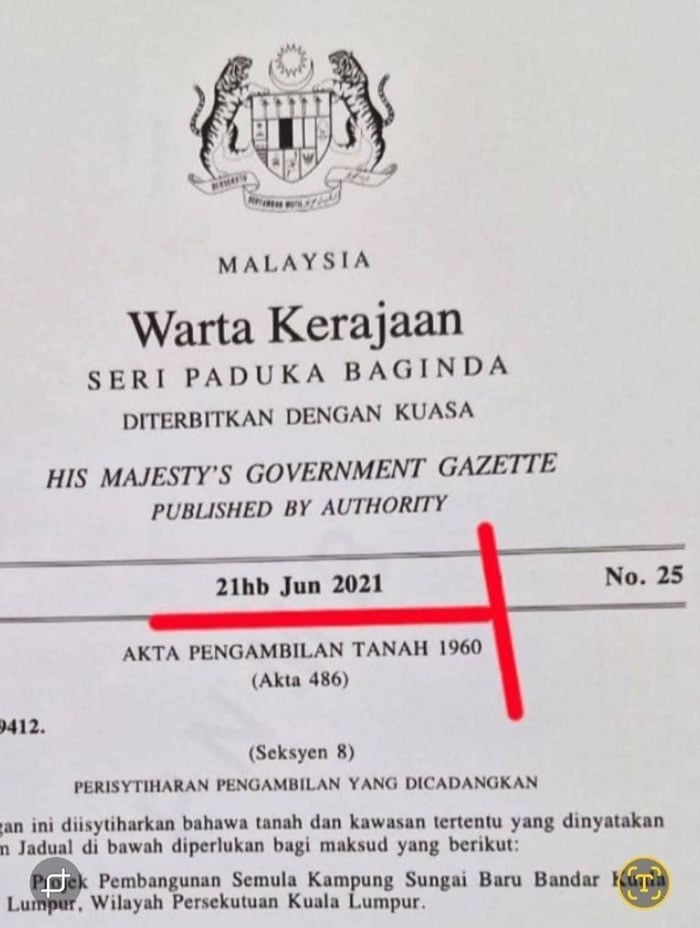 MALAYSIA
Warta Kerajaan
SERI PADUKA BAGINDA
DITERBITKAN DENGAN KUASA
HIS MAJESTY'S GOVERNMENT GAZETTE
PUBLISHED BY AUTHORITY
21hb Jun 2021 No. 25
AKTA PENGAMBILAN TANAH 1960
(Akta 486)
9412.
(Seksyen 8)
PERISYTIHARAN PENGAMBILAN YANG DICADANGKAN
gan ini diisytiharkan bahawa tanah dan kawasan tertentu yang dinyatakan
m Jadual di bawah diperlukan bagi maksud yang berikut:
Projek Pembangunan Semula Kampung Sungai Baru Bandar Kuala
Lumpur, Wilayah Persekutuan Kuala Lumpur.